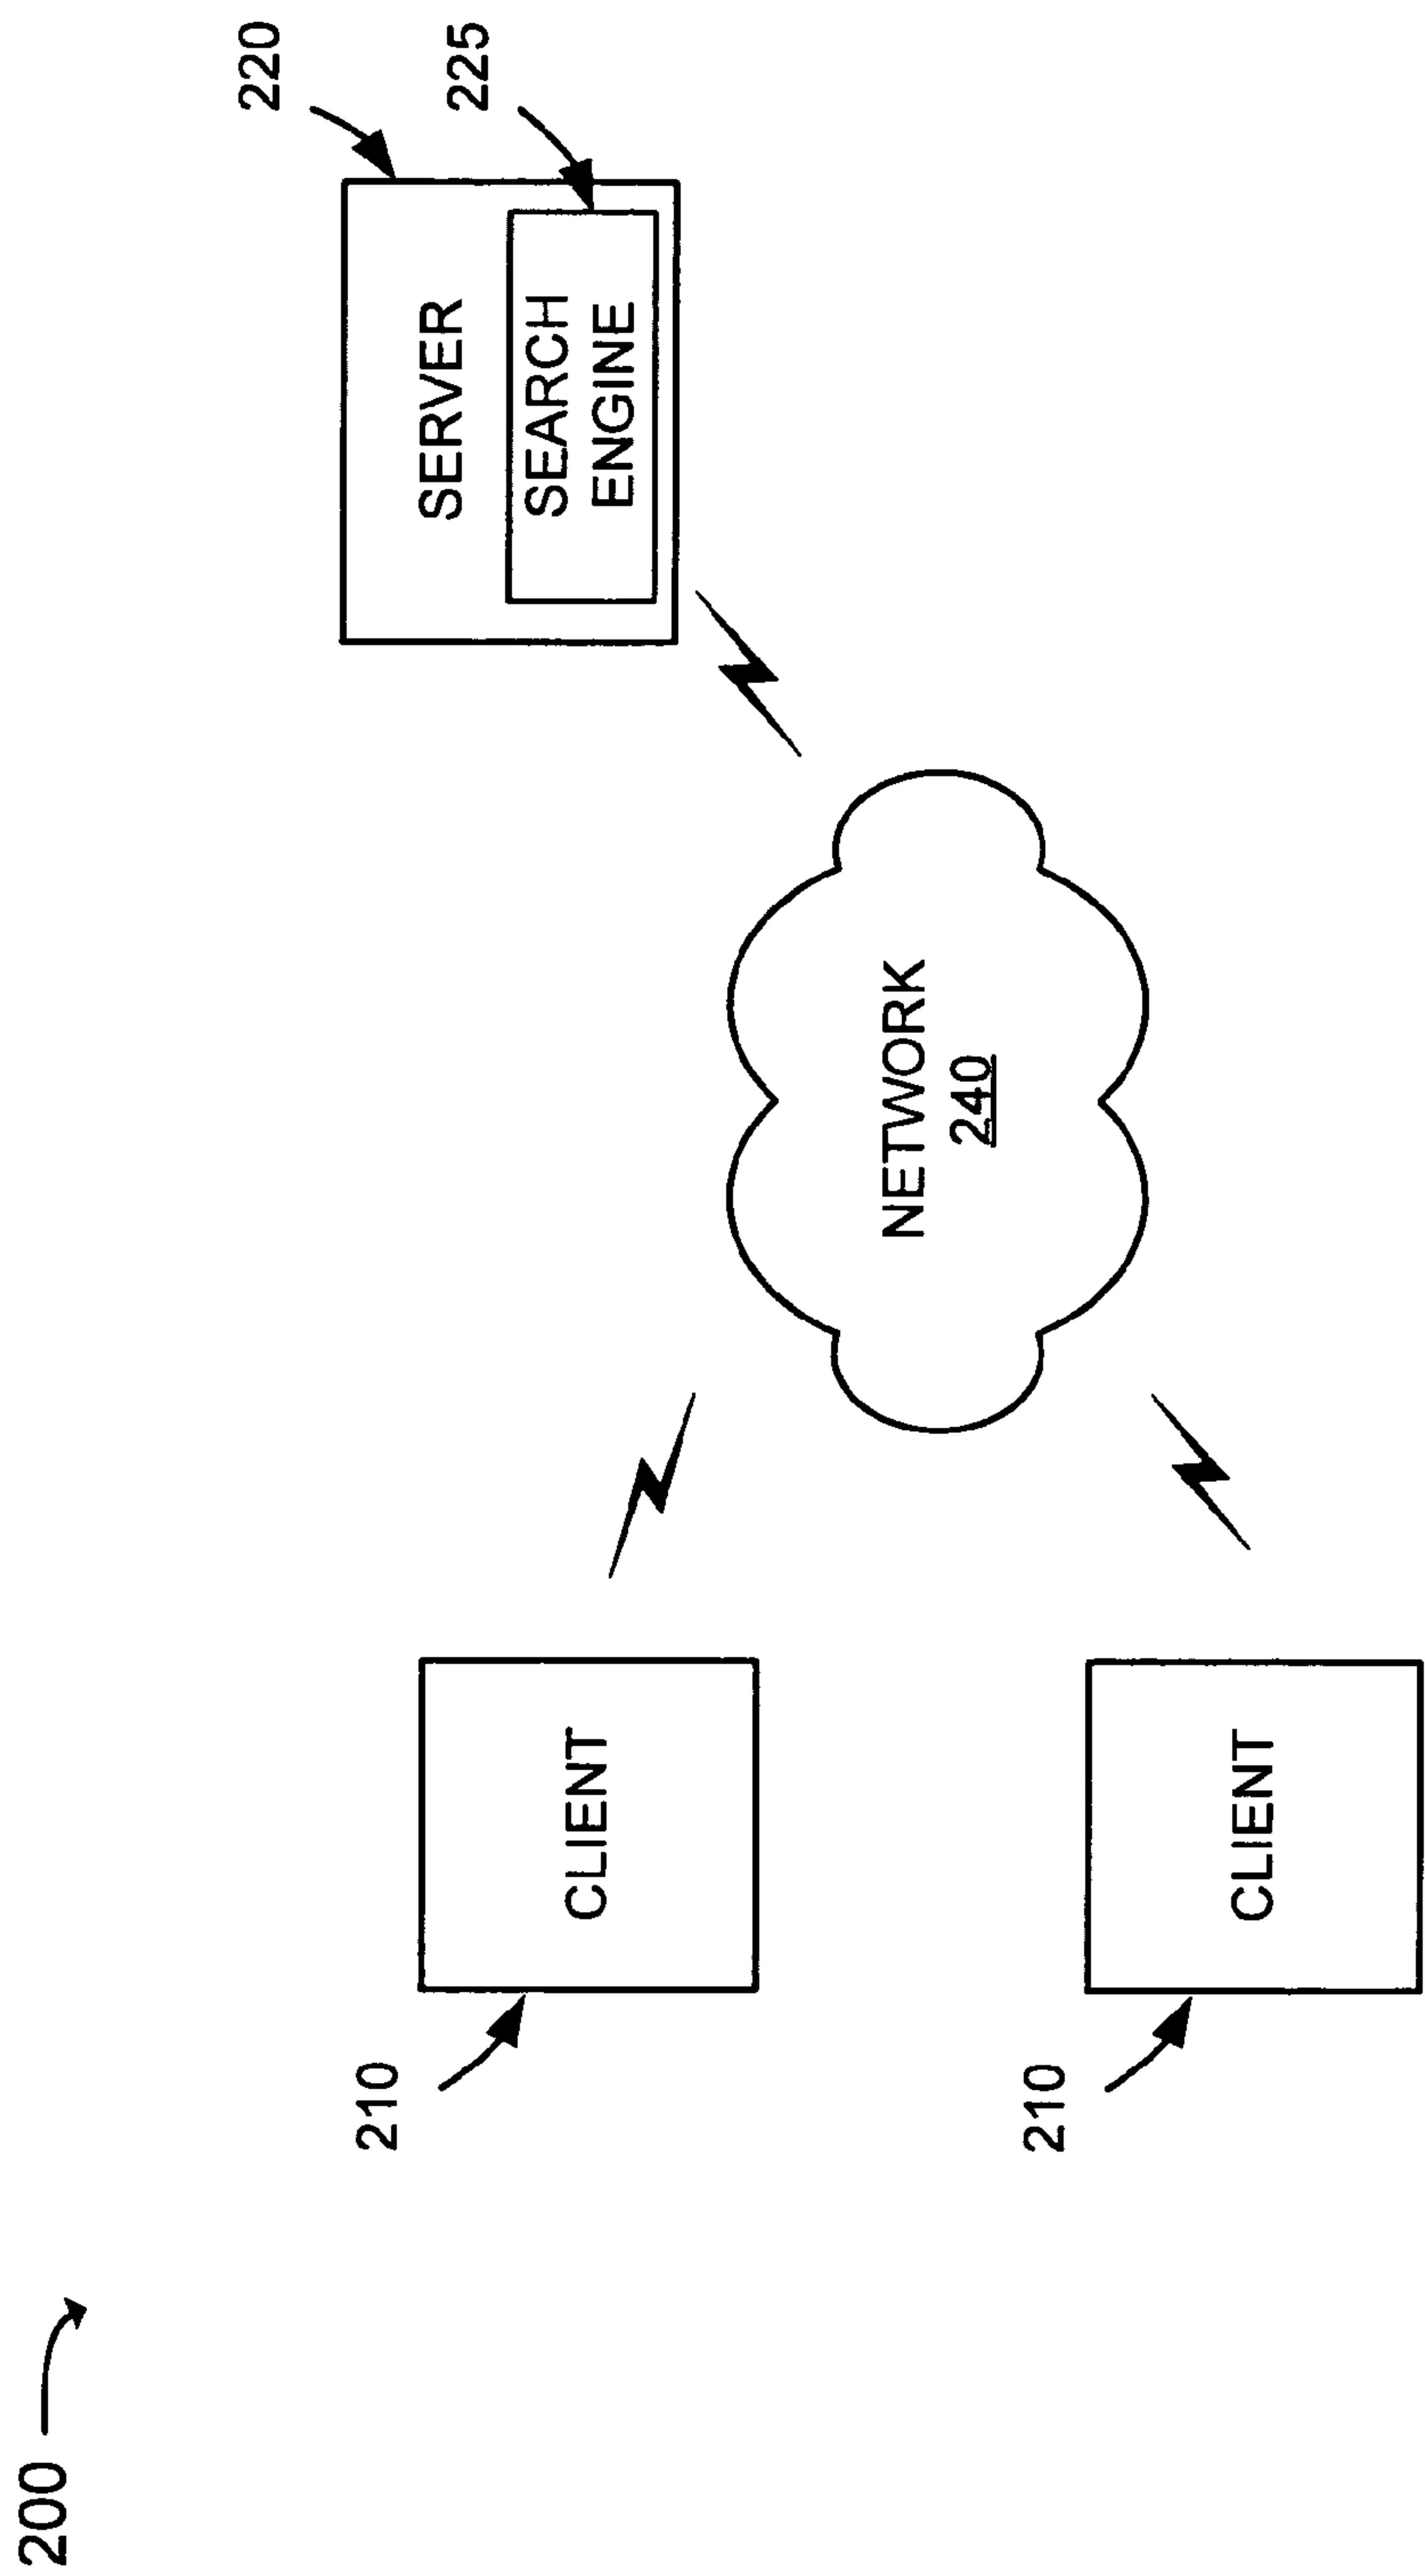 200
210
CLIENT
210
CLIENT
NETWORK
240
220
SERVER
225
SEARCH
ENGINE